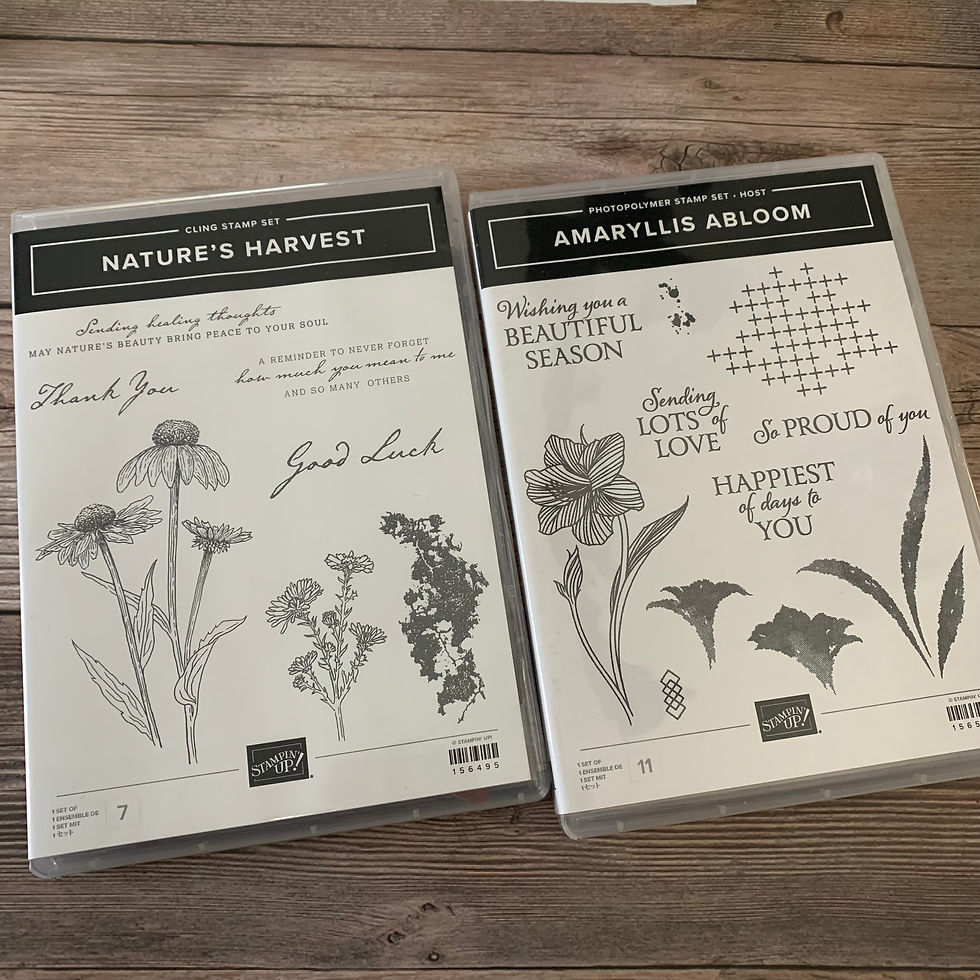 CLING STAMP SET
NATURE'S HARVEST
Sending healing thoughts
MAY NATURE'S BEAUTY BRING PEACE TO YOUR SOUL
A REMINDER TO NEVER FORGET
how much you mean to me
AND SO MANY OTHERS
Thank You
Good Luck
STAMPIN' UP!
© STAMPIN' UP!
156495
1 SET OF
1 ENSEMBLE DE
1 SET MIT
1セット
7
PHOTOPOLYMER STAMP SET • HOST
AMARYLLIS ABLOOM
Wishing you a
BEAUTIFUL
SEASON
Sending
LOTS of
LOVE
So PROUD of you
HAPPIEST
of days to
YOU
STAMPIN' UP!
© STAMPIN' UP!
1 SET OF
1 ENSEMBLE DE
1 SET MIT
1セット
11